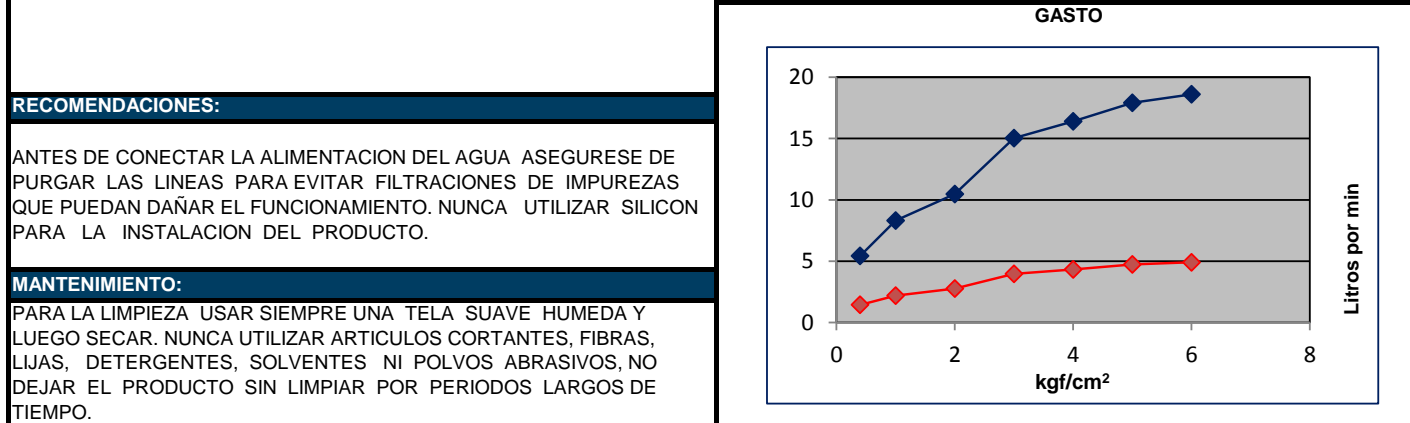 RECOMENDACIONES:
ANTES DE CONECTAR LA ALIMENTACION DEL AGUA ASEGURESE DE
PURGAR LAS LINEAS PARA EVITAR FILTRACIONES DE IMPUREZAS
QUE PUEDAN DAÑAR EL FUNCIONAMIENTO. NUNCA UTILIZAR SILICON
PARA LA INSTALACION DEL PRODUCTO.
MANTENIMIENTO:
PARA LA LIMPIEZA USAR SIEMPRE UNA TELA SUAVE HUMEDA Y
LUEGO SECAR. NUNCA UTILIZAR ARTICULOS CORTANTES, FIBRAS,
LIJAS, DETERGENTES, SOLVENTES NI POLVOS ABRASIVOS, NO
DEJAR EL PRODUCTO SIN LIMPIAR POR PERIODOS LARGOS DE
TIEMPO.
GASTO
20
15
10
5
0
0 2 4 6 8
kgf/cm²
Litros por min